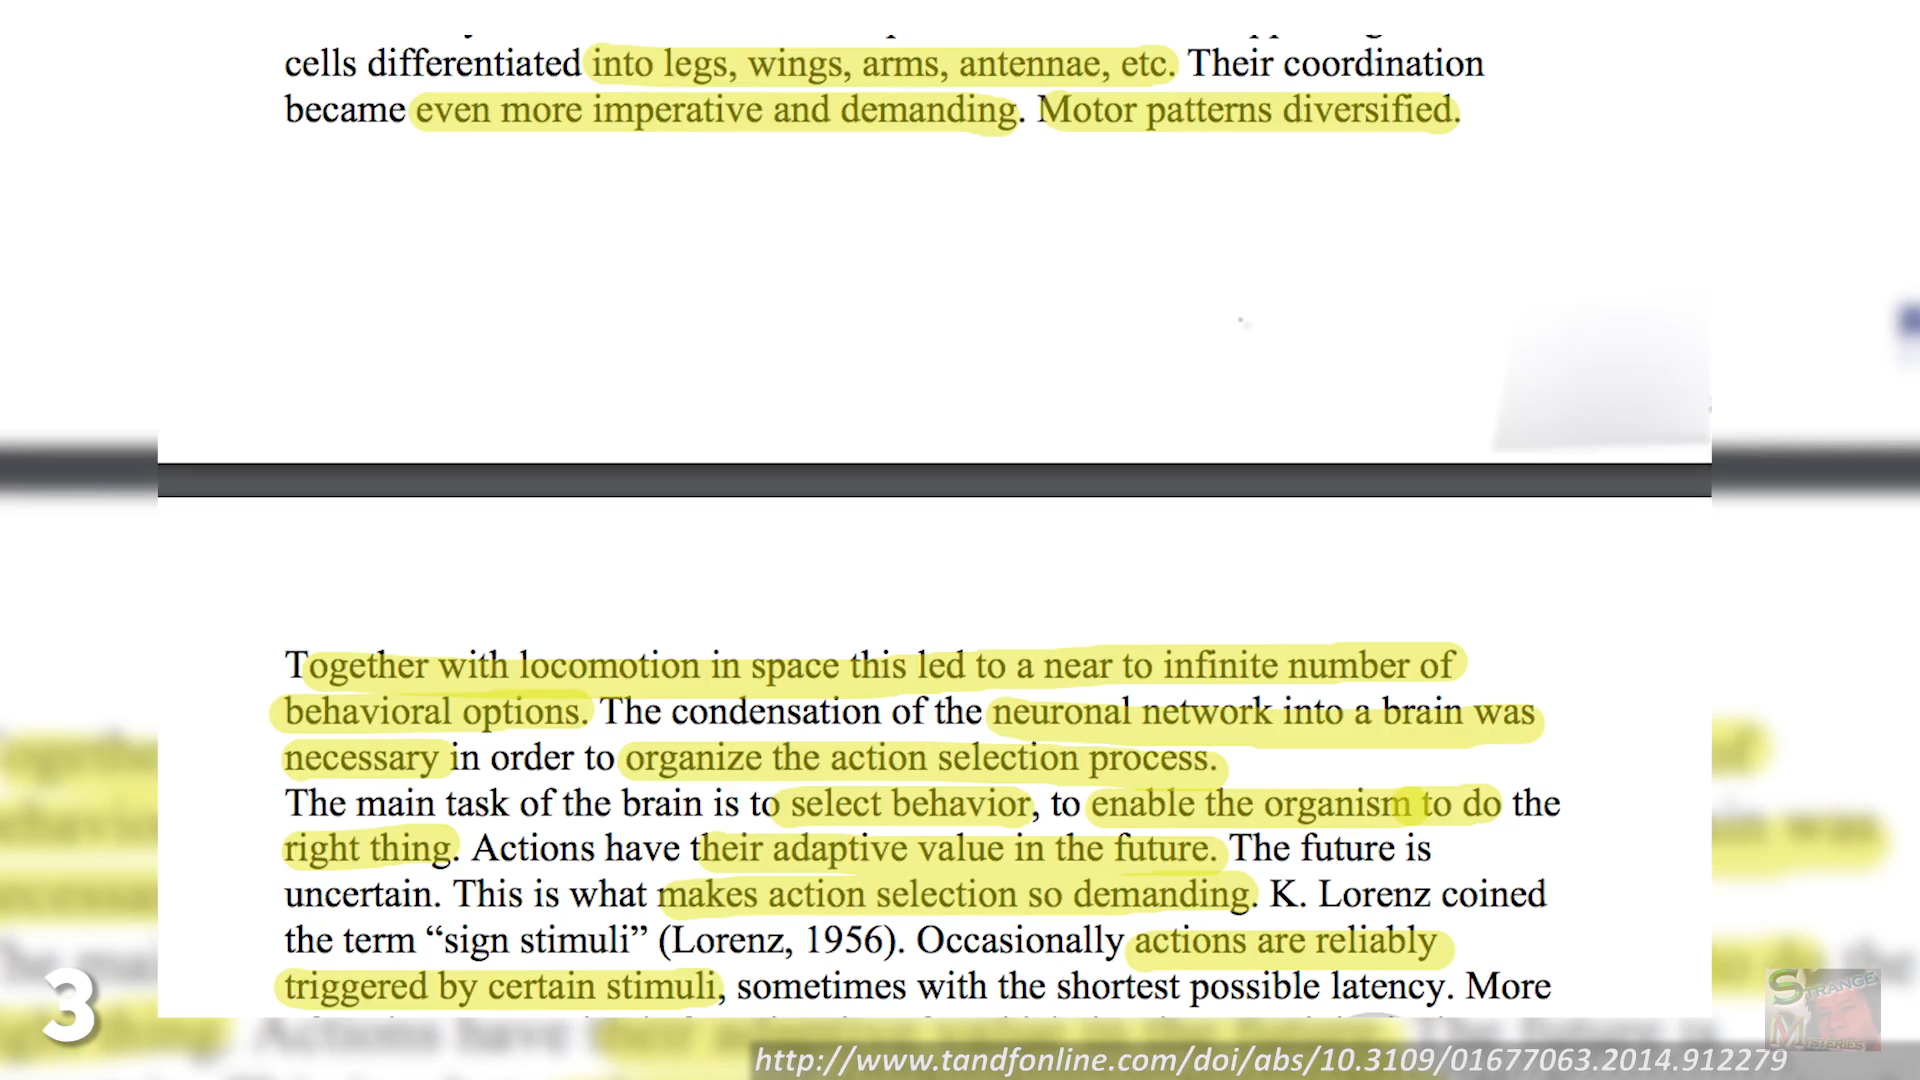 cells differentiated into legs, wings, arms, antennae, etc. Their coordination
became even more imperative and demanding. Motor patterns diversified.
Together with locomotion in space this led to a near to infinite number of
behavioral options. The condensation of the neuronal network into a brain was
necessary in order to organize the action selection process.
The main task of the brain is to select behavior, to enable the organism to do the
right thing. Actions have their adaptive value in the future. The future is
uncertain. This is what makes action selection so demanding. K. Lorenz coined
the term “sign stimuli” (Lorenz, 1956). Occasionally actions are reliably
triggered by certain stimuli, sometimes with the shortest possible latency. More
3
STRANGE
MYSTERIES
http://www.tandfonline.com/doi/abs/10.3109/01677063.2014.912279